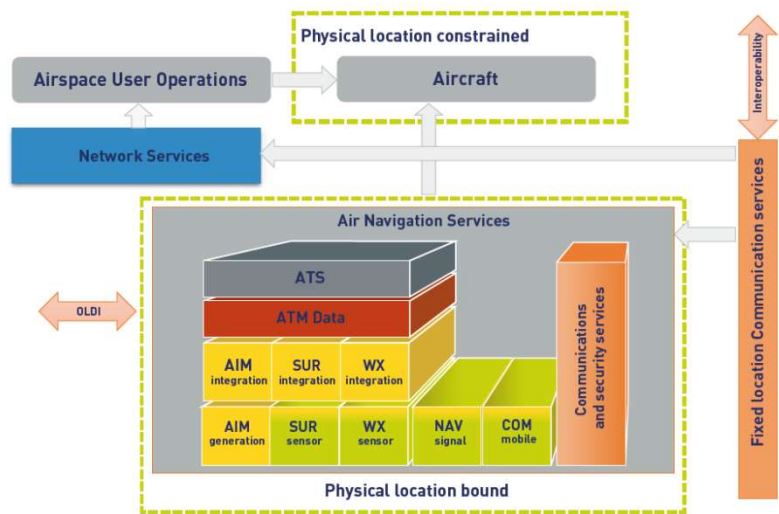 Physical location constrained
Airspace User Operations
Aircraft
Interoperability
Network Services
Fixed location Communication services
Air Navigation Services
ATS
ATM Data
OLDI
AIM
integration
SUR
integration
WX
integration
AIM
generation
SUR
sensor
WX
sensor
NAV
signal
COM
mobile
Communications
and security services
Physical location bound